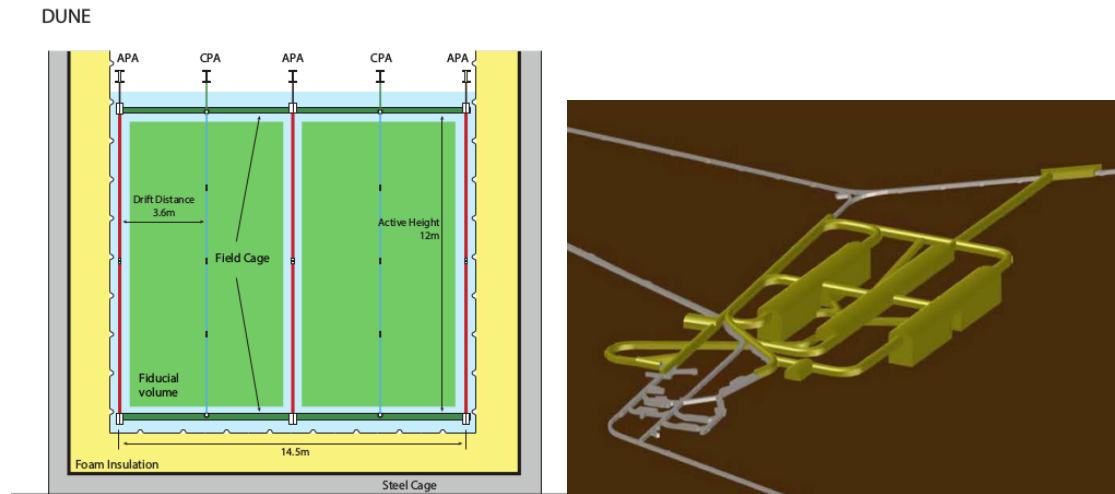 DUNE
APA CPA APA CPA APA
Drift Distance
3.6m
Active Height
12m
Field Cage
Fiducial
volume
14.5m
Foam Insulation
Steel Cage